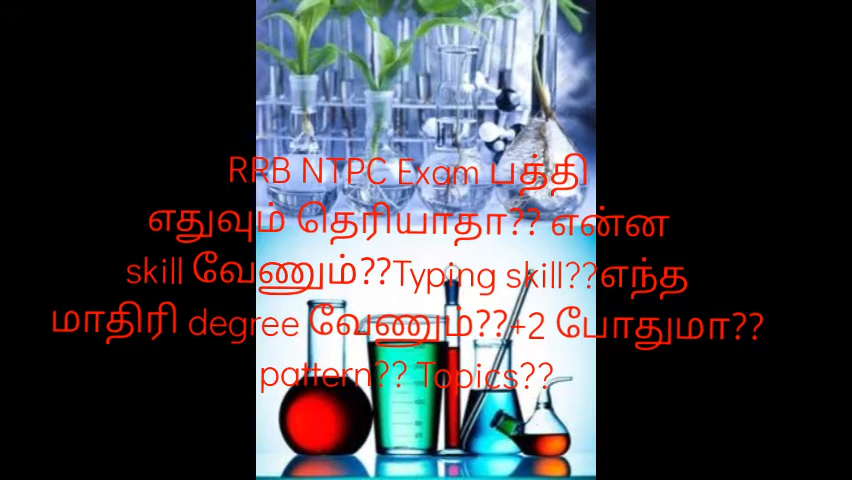 RRB NTPC Exam பத்தி
எதுவும் தெரியாதா?? என்ன
skill வேணும்??Typing skill??எந்த
மாதிரி degree வேணும்??+2 போதுமா??
pattern?? Topics??